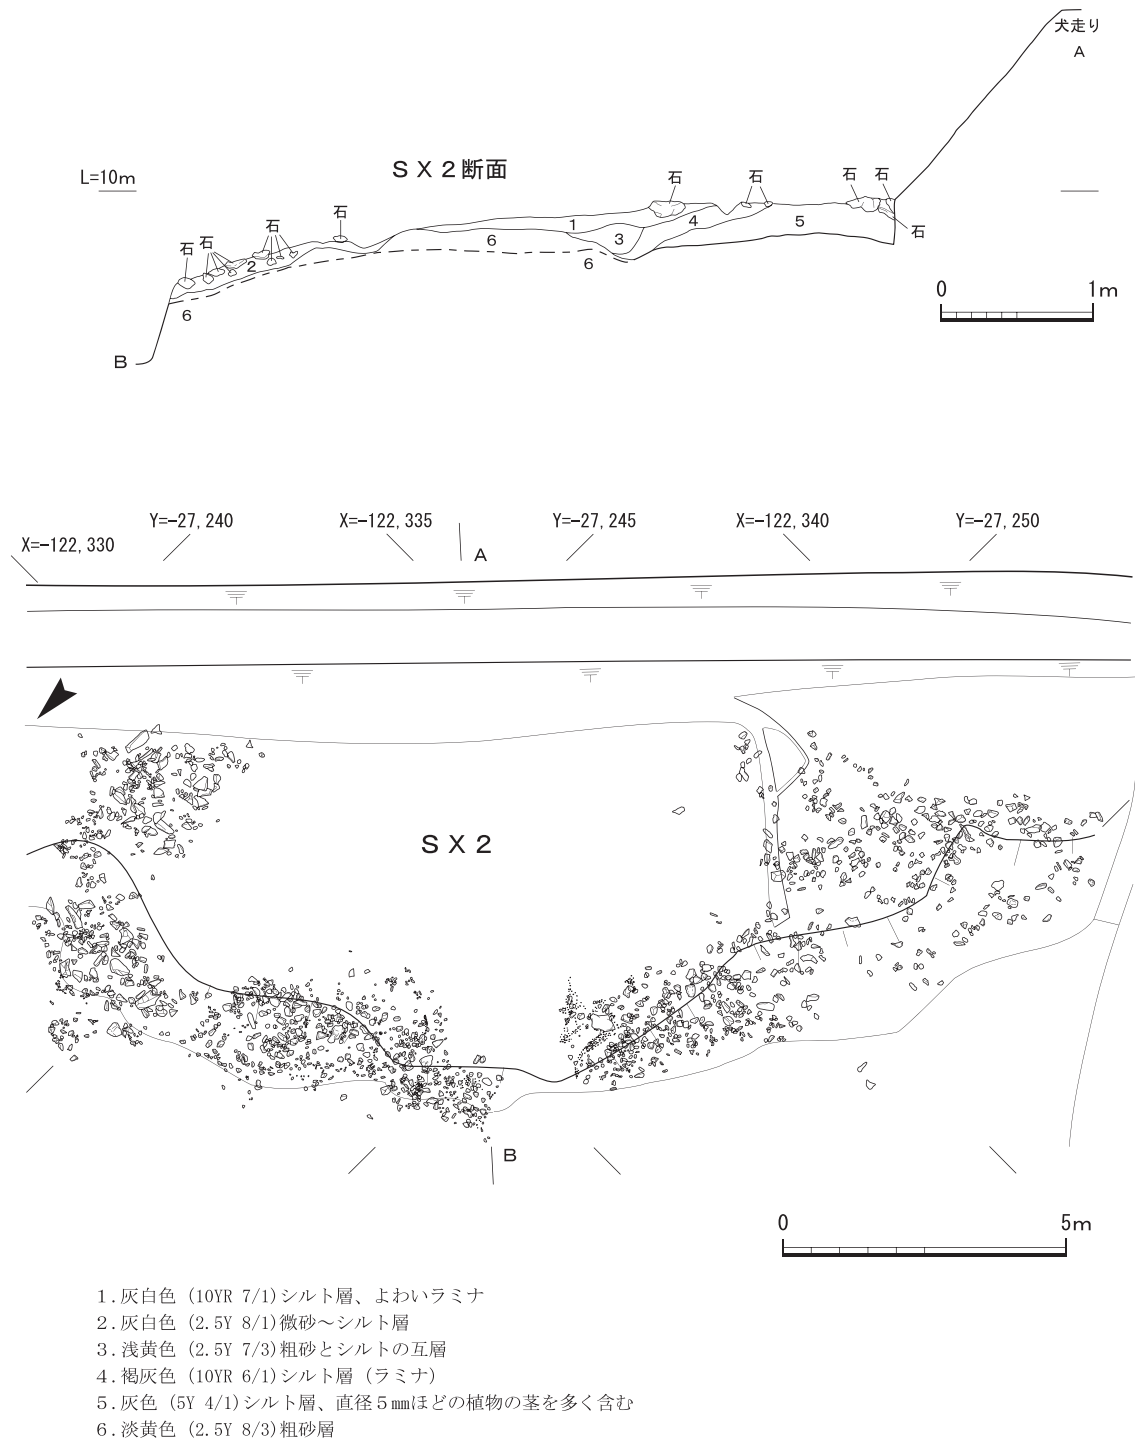 犬走り
A
ＳＸ２断面
L=10m
石
石
石
石
石
石
石
石
石
石
1
2
3
4
5
6
6
6
B
0 1m
Y=-27, 240
X=-122, 335
Y=-27, 245
X=-122, 340
Y=-27, 250
X=-122, 330
A
ＳＸ２
B
0 5m
1．灰白色 (10YR 7/1)シルト層、よわいラミナ
2．灰白色 (2.5Y 8/1)微砂～シルト層
3．浅黄色 (2.5Y 7/3)粗砂とシルトの互層
4．褐灰色 (10YR 6/1)シルト層 (ラミナ)
5．灰色 (5Y 4/1)シルト層、直径５㎜ほどの植物の茎を多く含む
6．淡黄色 (2.5Y 8/3)粗砂層